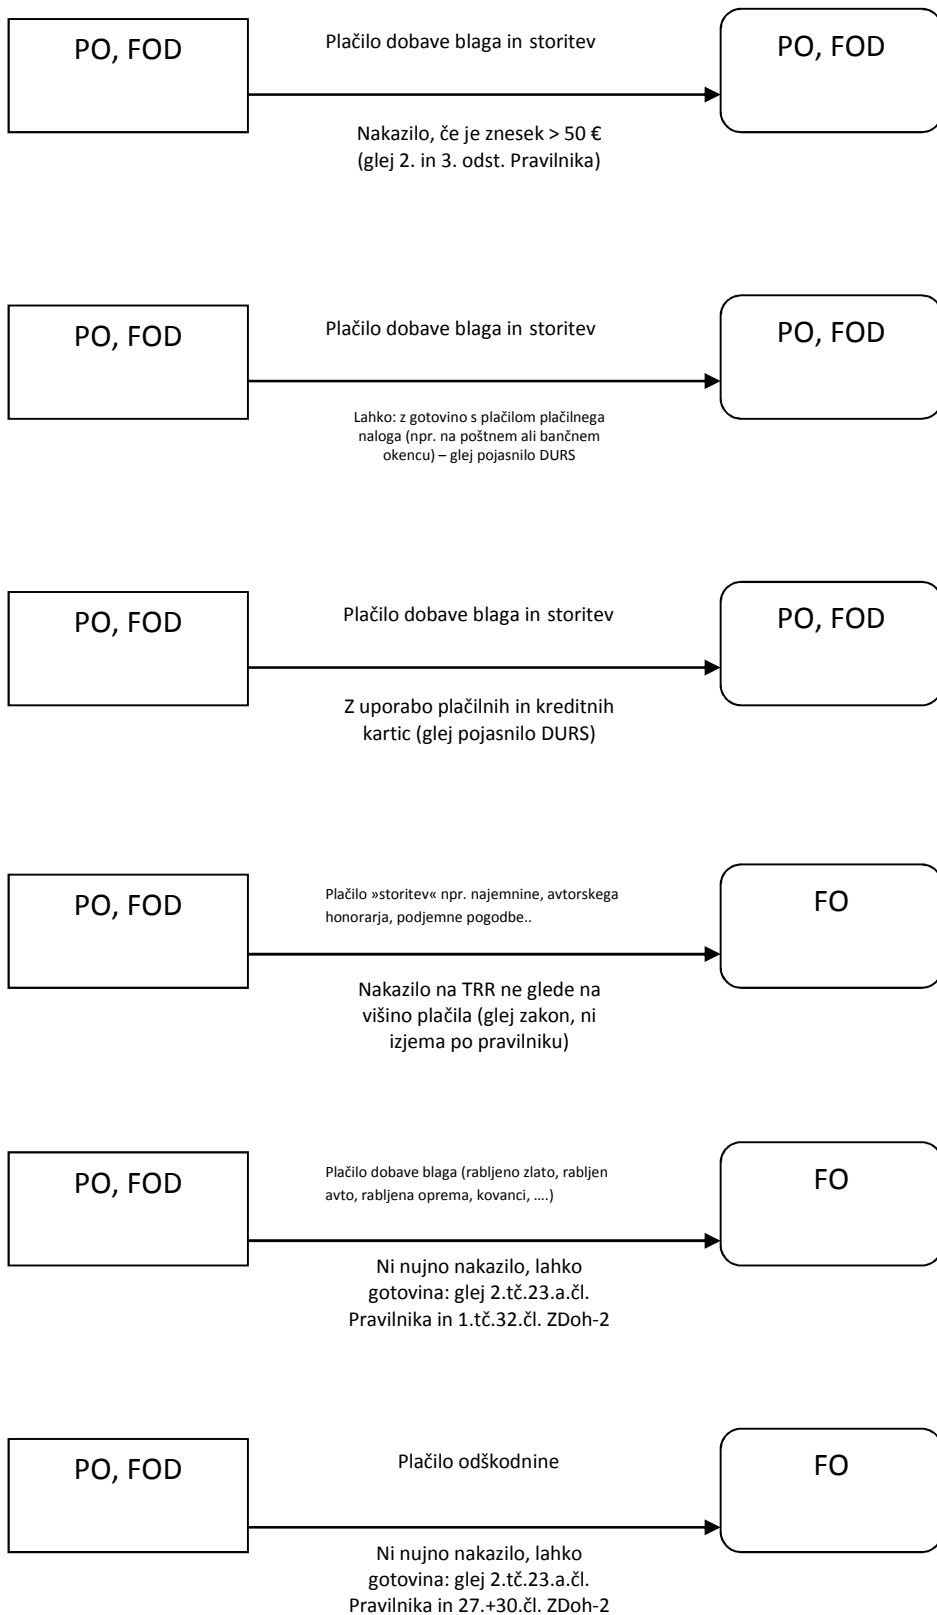 PO, FOD
Plačilo dobave blaga in storitev
PO, FOD
Nakazilo, če je znesek > 50 €
(glej 2. in 3. odst. Pravilnika)
PO, FOD
Plačilo dobave blaga in storitev
PO, FOD
Lahko: z gotovino s plačilom plačilnega
naloga (npr. na poštnem ali bančnem
okencu) – glej pojasnilo DURS
PO, FOD
Plačilo dobave blaga in storitev
PO, FOD
Z uporabo plačilnih in kreditnih
kartic (glej pojasnilo DURS)
PO, FOD
Plačilo »storitev« npr. najemnine, avtorskega
honorarja, podjemne pogodbe..
FO
Nakazilo na TRR ne glede na
višino plačila (glej zakon, ni
izjema po pravilniku)
PO, FOD
Plačilo dobave blaga (rabljeno zlato, rabljen
avto, rabljena oprema, kovanci, ....)
FO
Ni nujno nakazilo, lahko
gotovina: glej 2.tč.23.a.čl.
Pravilnika in 1.tč.32.čl. ZDoh-2
PO, FOD
Plačilo odškodnine
FO
Ni nujno nakazilo, lahko
gotovina: glej 2.tč.23.a.čl.
Pravilnika in 27.+30.čl. ZDoh-2